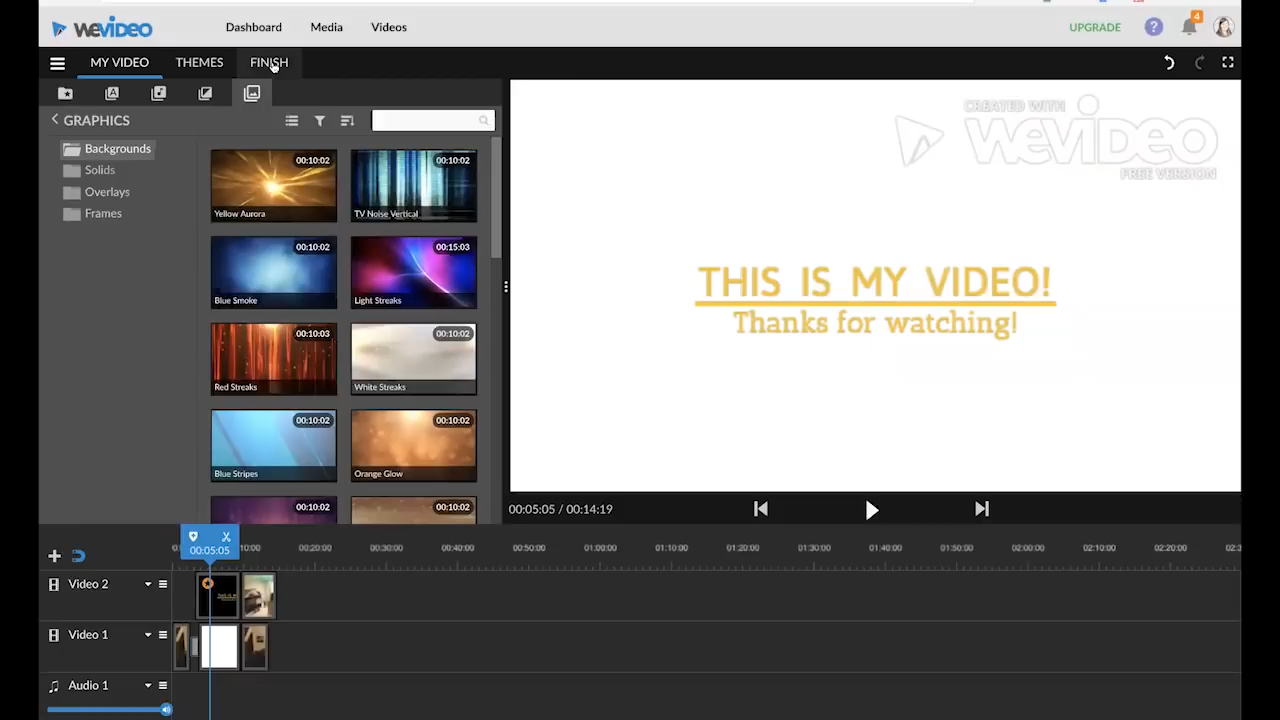 WeVIDEO
Dashboard Media Videos
UPGRADE ? 4
MY VIDEO THEMES FINISH
GRAPHICS
Backgrounds
Solids
Overlays
Frames
00:10:02 Yellow Aurora
00:10:02 TV Noise Vertical
00:10:02 Blue Smoke
00:15:03 Light Streaks
00:10:03 Red Streaks
00:10:02 White Streaks
00:10:02 Blue Stripes
00:10:02 Orange Glow
00:10:02
00:10:02
CREATED WITH
WeVIDEO
FREE VERSION
THIS IS MY VIDEO!
Thanks for watching!
00:05:05 / 00:14:19
00:05:05
00:20:00 00:30:00 00:40:00 00:50:00 01:00:00 01:10:00 01:20:00 01:30:00 01:40:00 01:50:00 02:00:00 02:10:00 02:20:00
Video 2
Video 1
Audio 1